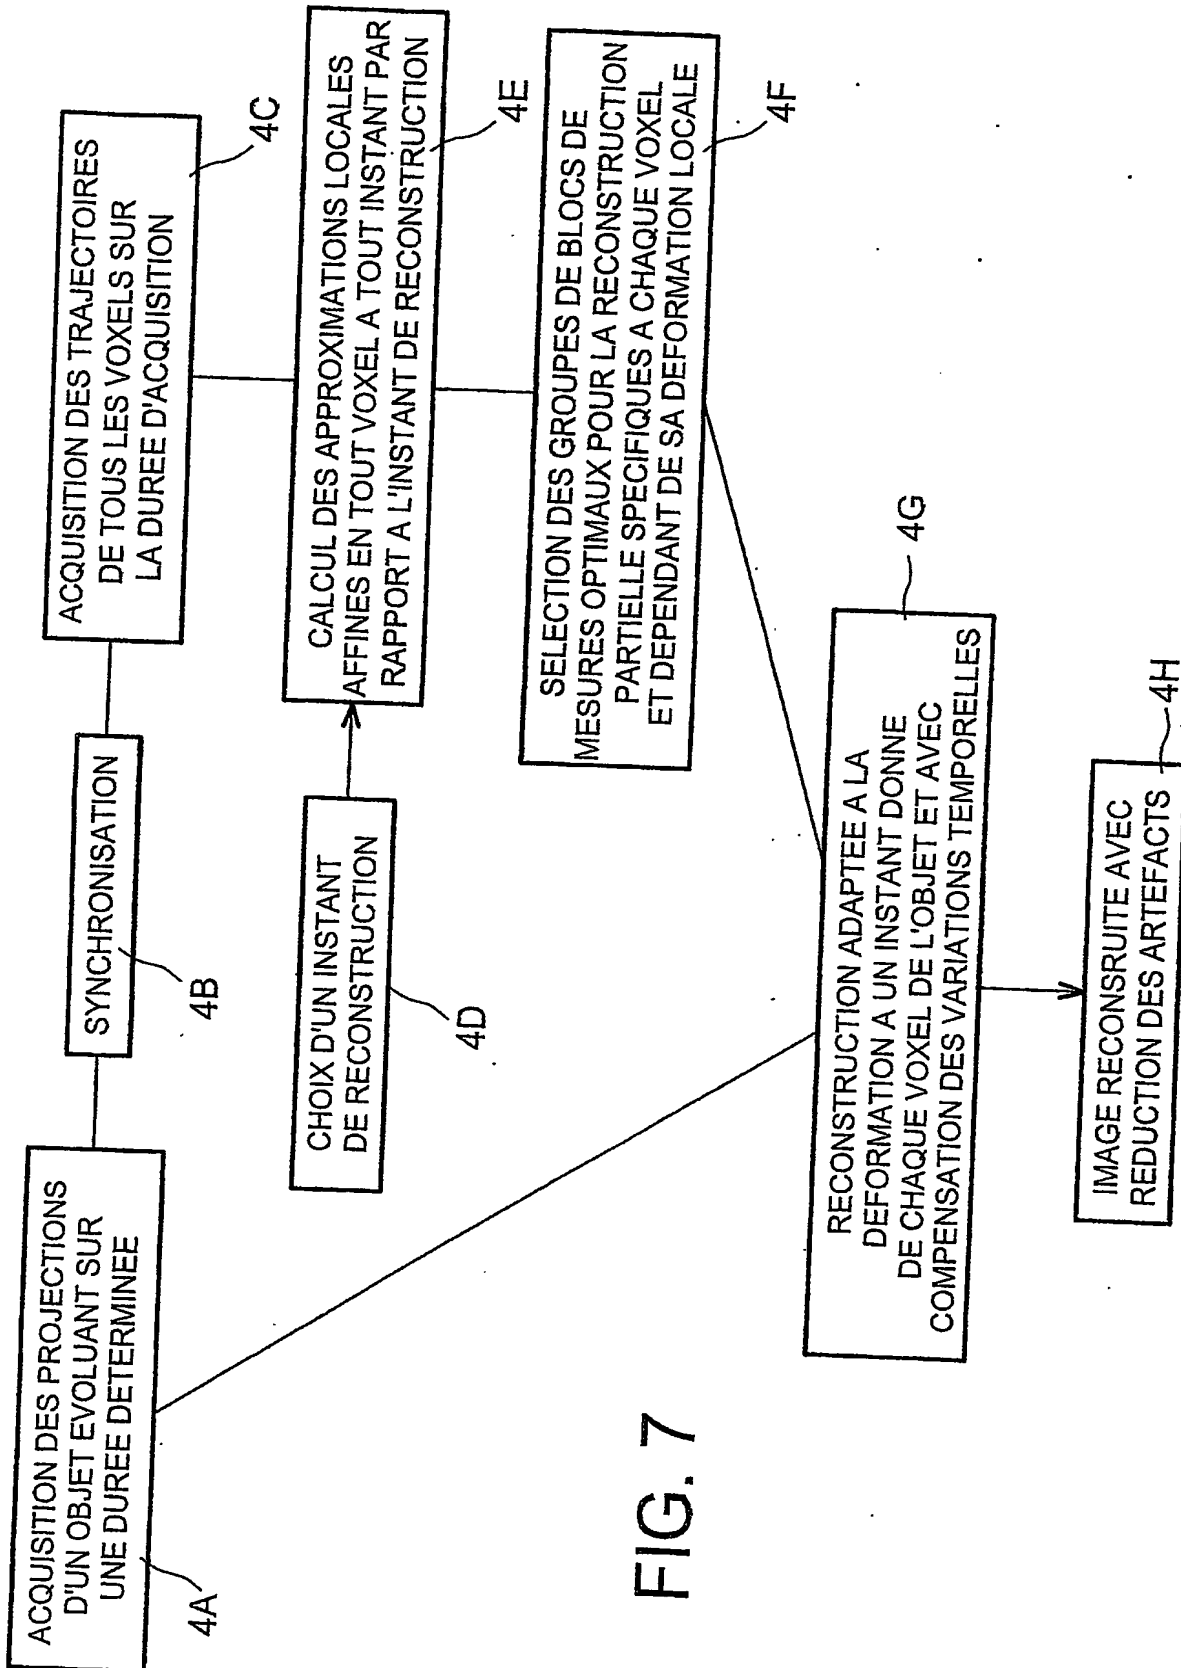 ACQUISITION DES PROJECTIONS
D'UN OBJET EVOLUANT SUR
UNE DUREE DETERMINEE
4A
SYNCHRONISATION
4B
ACQUISITION DES TRAJECTOIRES
DE TOUS LES VOXELS SUR
LA DUREE D'ACQUISITION
4C
CHOIX D'UN INSTANT
DE RECONSTRUCTION
4D
CALCUL DES APPROXIMATIONS LOCALES
AFFINES EN TOUT VOXEL A TOUT INSTANT PAR
RAPPORT A L'INSTANT DE RECONSTRUCTION
4E
SELECTION DES GROUPES DE BLOCS DE
MESURES OPTIMAUX POUR LA RECONSTRUCTION
PARTIELLE SPECIFIQUES A CHAQUE VOXEL
ET DEPENDANT DE SA DEFORMATION LOCALE
4F
RECONSTRUCTION ADAPTEE A LA
DEFORMATION A UN INSTANT DONNE
DE CHAQUE VOXEL DE L'OBJET ET AVEC
COMPENSATION DES VARIATIONS TEMPORELLES
4G
IMAGE RECONSRUITE AVEC
REDUCTION DES ARTEFACTS
4H
FIG. 7